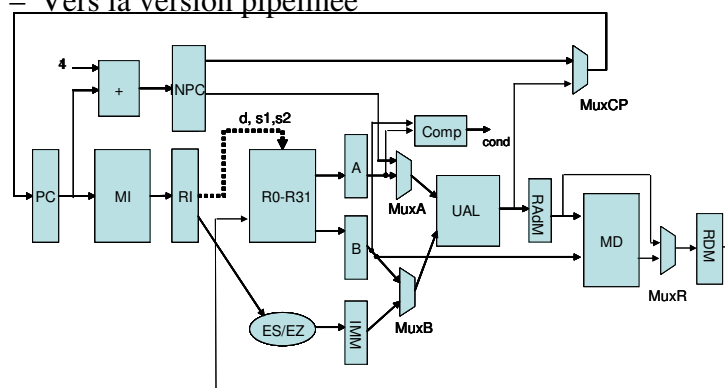 – Vers la version pipelinée
4
+
NPC
MuxCP
d, s1,s2
Comp
cond
PC
MI
RI
R0-R31
A
MuxA
UAL
RAdM
MD
RDM
B
MuxR
ES/EZ
IMM
MuxB